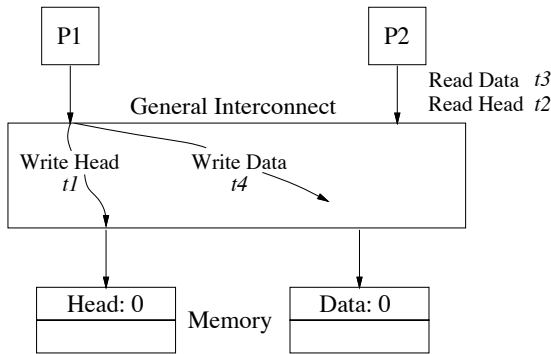 P1
P2
Read Data t3
Read Head t2
General Interconnect
Write Head
t1
Write Data
t4
Head: 0
Memory
Data: 0